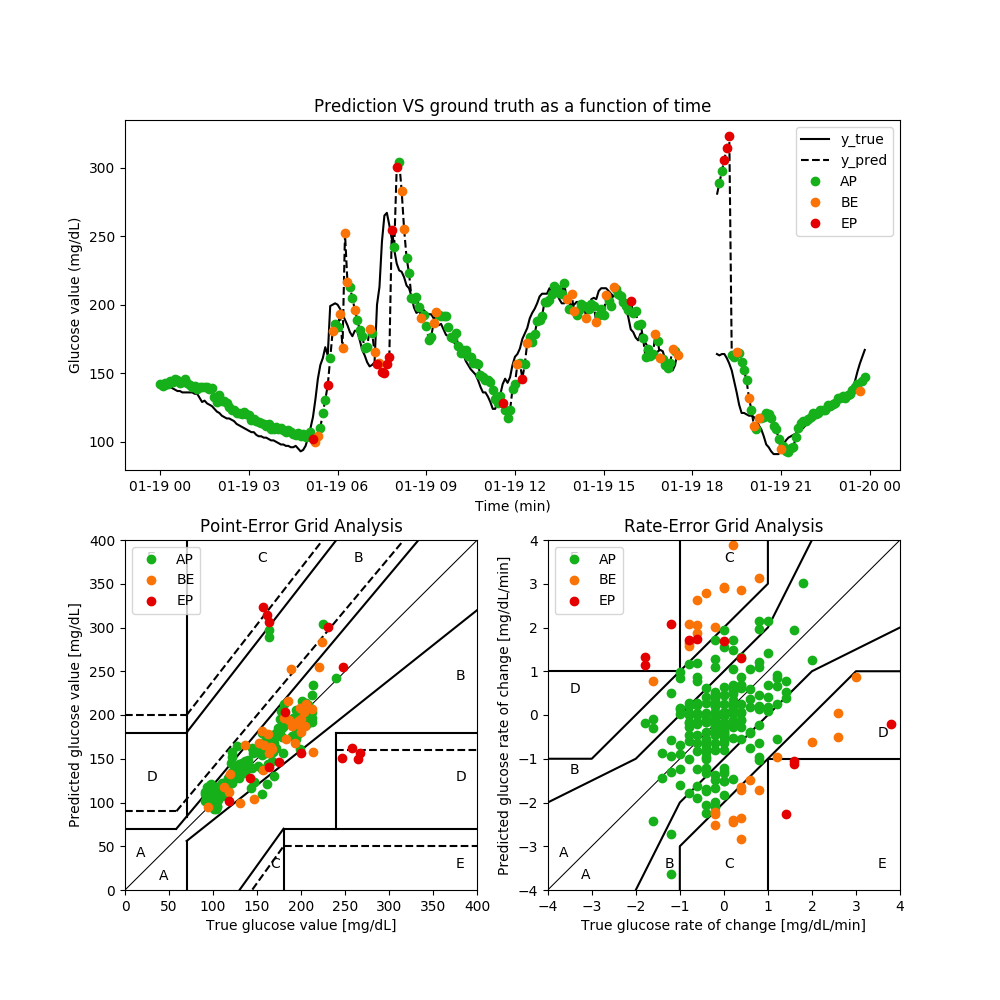 Prediction VS ground truth as a function of time
Glucose value (mg/dL)
300
250
200
150
100
y_true
y_pred
AP
BE
EP
01-19 00 01-19 03 01-19 06 01-19 09 01-19 12 01-19 15 01-19 18 01-19 21 01-20 00
Time (min)
Point-Error Grid Analysis
Predicted glucose value [mg/dL]
400
350
300
250
200
150
100
50
0
AP
BE
EP
C
B
B
D
D
A
A
C
E
0 50 100 150 200 250 300 350 400
True glucose value [mg/dL]
Rate-Error Grid Analysis
Predicted glucose rate of change [mg/dL/min]
4
3
2
1
0
−1
−2
−3
−4
AP
BE
EP
C
D
D
B
A
A
B
C
E
−4 −3 −2 −1 0 1 2 3 4
True glucose rate of change [mg/dL/min]